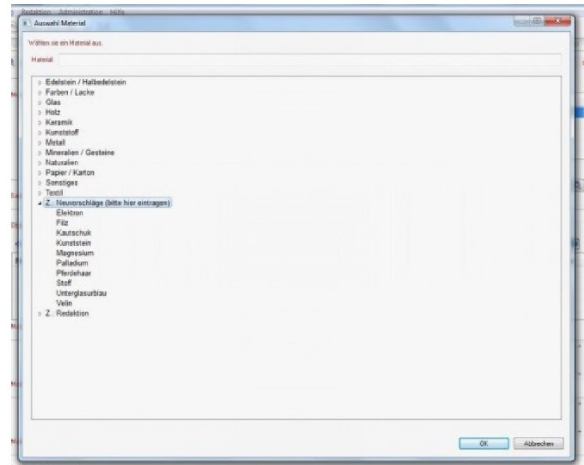 Redaktion Administration Hilfe
Auswahl Material
Wählen sie ein Material aus.
Material
Edelstein / Halbedelstein
Farben / Lacke
Glas
Holz
Keramik
Kunststoff
Metall
Mineralien / Gesteine
Naturalien
Papier / Karton
Sonstiges
Textil
Z. Neuvorschläge (bitte hier eintragen)
Elektron
Filz
Kautschuk
Kunststein
Magnesium
Palladium
Pferdehaar
Stoff
Unterglasurblau
Velin
Z. Redaktion
OK Abbrechen